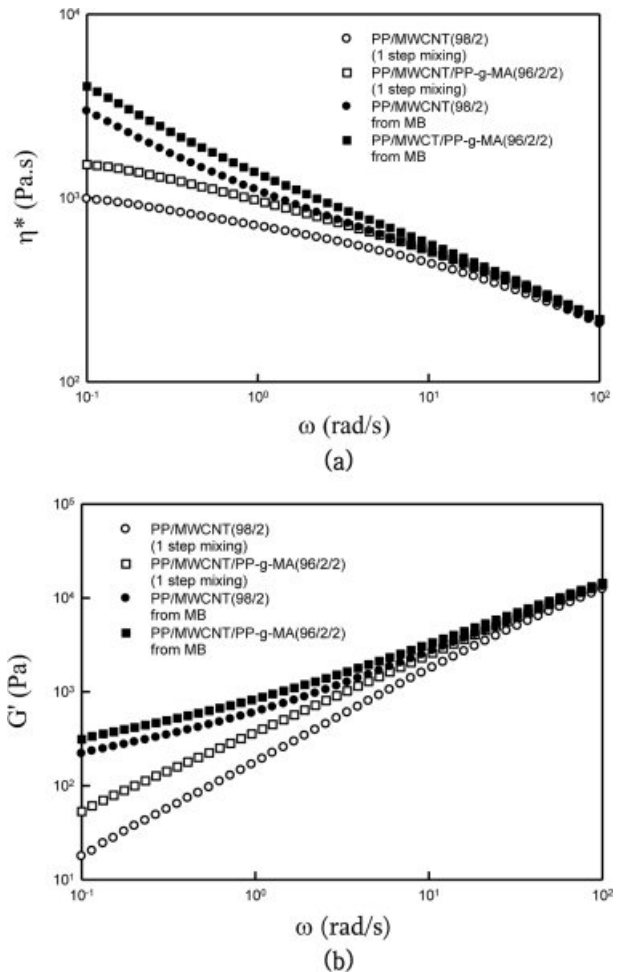 10⁴
PP/MWCNT(98/2)
(1 step mixing)
PP/MWCNT/PP-g-MA(96/2/2)
(1 step mixing)
PP/MWCNT(98/2)
from MB
PP/MWCT/PP-g-MA(96/2/2)
from MB
η* (Pa.s)
10³
10²
10⁻¹ 10⁰ 10¹ 10²
ω (rad/s)
(a)
10⁵
PP/MWCNT(98/2)
(1 step mixing)
PP/MWCNT/PP-g-MA(96/2/2)
(1 step mixing)
PP/MWCNT(98/2)
from MB
PP/MWCNT/PP-g-MA(96/2/2)
from MB
10⁴
G' (Pa)
10³
10²
10¹
10⁻¹ 10⁰ 10¹ 10²
ω (rad/s)
(b)